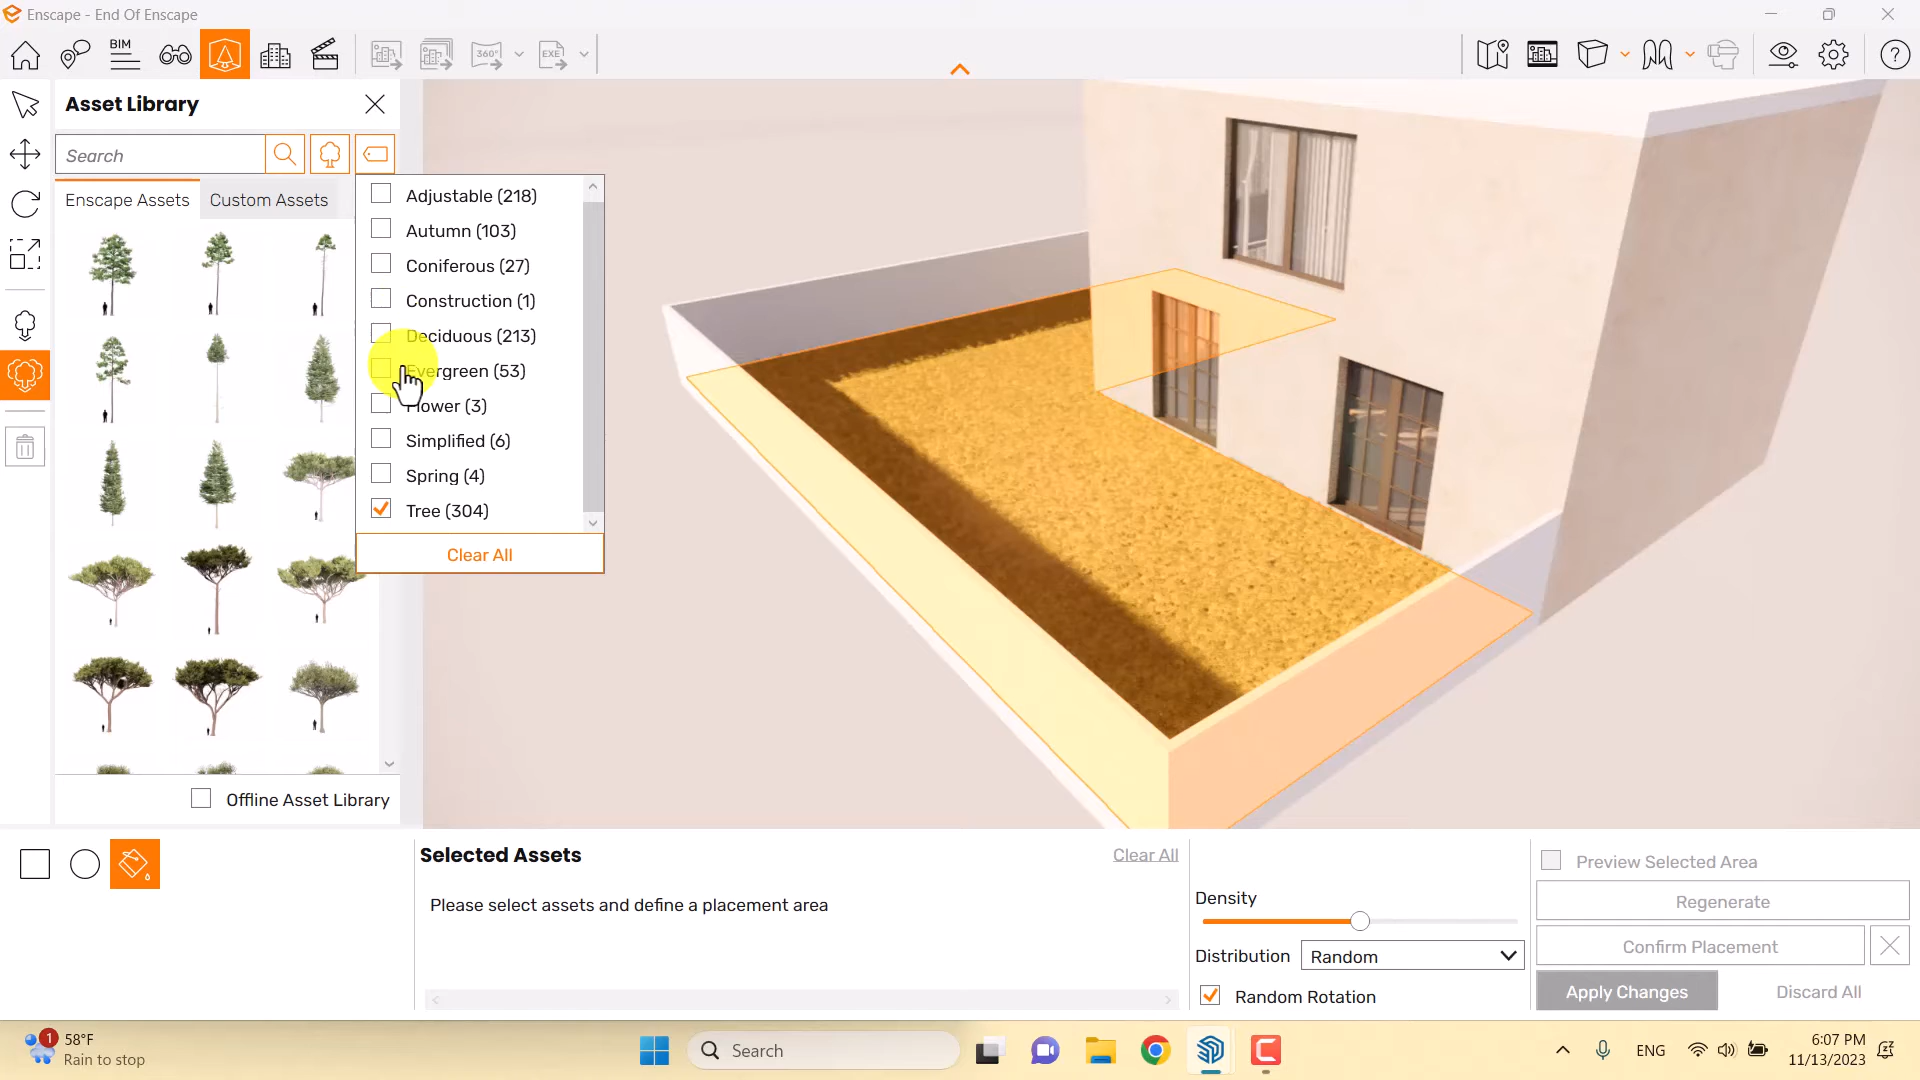 Enscape - End Of Enscape
BIM
360°
EXE
?
Asset Library
Search
Enscape Assets
Custom Assets
Adjustable (218)
Autumn (103)
Coniferous (27)
Construction (1)
Deciduous (213)
Evergreen (53)
Flower (3)
Simplified (6)
Spring (4)
Tree (304)
Clear All
Offline Asset Library
Selected Assets
Clear All
Please select assets and define a placement area
Density
Distribution
Random
Random Rotation
Preview Selected Area
Regenerate
Confirm Placement
Apply Changes
Discard All
1
58°F
Rain to stop
Search
ENG
6:07 PM
11/13/2023